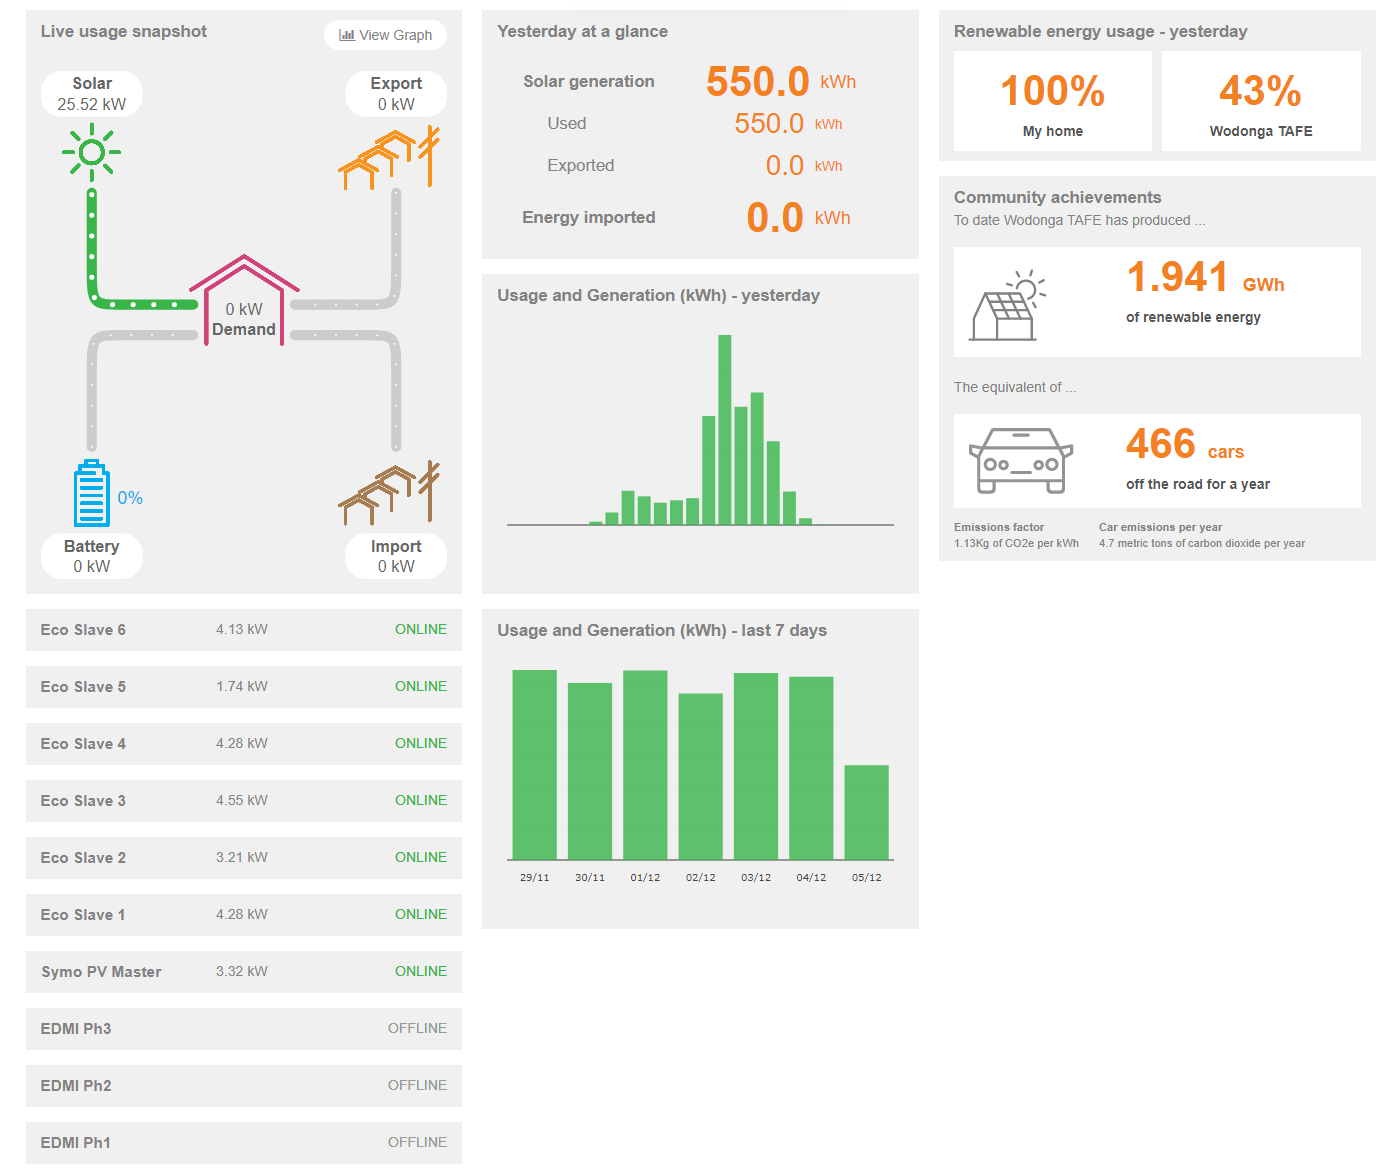 Live usage snapshot
View Graph
Solar
25.52 kW
Export
0 kW
0 kW
Demand
0%
Battery
0 kW
Import
0 kW
Eco Slave 6 4.13 kW ONLINE
Eco Slave 5 1.74 kW ONLINE
Eco Slave 4 4.28 kW ONLINE
Eco Slave 3 4.55 kW ONLINE
Eco Slave 2 3.21 kW ONLINE
Eco Slave 1 4.28 kW ONLINE
Symo PV Master 3.32 kW ONLINE
EDMI Ph3 OFFLINE
EDMI Ph2 OFFLINE
EDMI Ph1 OFFLINE
Yesterday at a glance
Solar generation 550.0 kWh
Used 550.0 kWh
Exported 0.0 kWh
Energy imported 0.0 kWh
Usage and Generation (kWh) - yesterday
Usage and Generation (kWh) - last 7 days
29/11 30/11 01/12 02/12 03/12 04/12 05/12
Renewable energy usage - yesterday
100%
My home
43%
Wodonga TAFE
Community achievements
To date Wodonga TAFE has produced ...
1.941 GWh
of renewable energy
The equivalent of ...
466 cars
off the road for a year
Emissions factor
1.13Kg of CO2e per kWh
Car emissions per year
4.7 metric tons of carbon dioxide per year